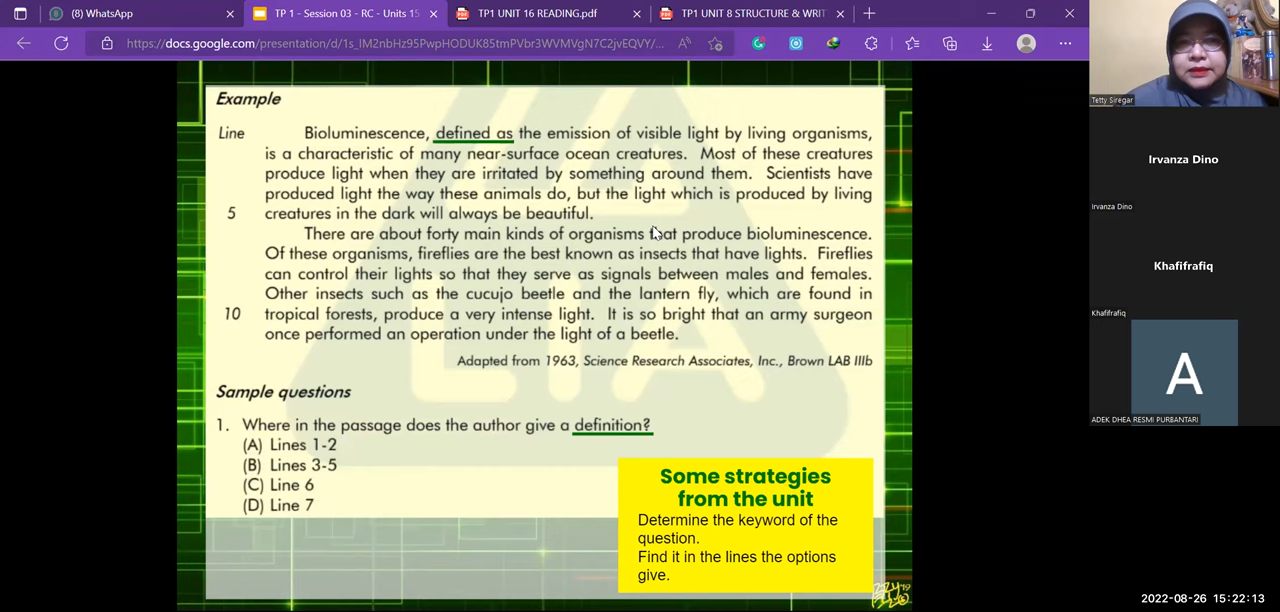 (8) WhatsApp
TP 1 - Session 03 - RC - Units 15
TP1 UNIT 16 READING.pdf
TP1 UNIT 8 STRUCTURE & WRIT
https://docs.google.com/presentation/d/1s_IM2nbHz95PwpHODUK85tmPVbr3WVMVgN7C2jvEQVY/...
Example
Line Bioluminescence, defined as the emission of visible light by living organisms,
is a characteristic of many near-surface ocean creatures. Most of these creatures
produce light when they are irritated by something around them. Scientists have
produced light the way these animals do, but the light which is produced by living
5 creatures in the dark will always be beautiful.
There are about forty main kinds of organisms that produce bioluminescence.
Of these organisms, fireflies are the best known as insects that have lights. Fireflies
can control their lights so that they serve as signals between males and females.
Other insects such as the cucujo beetle and the lantern fly, which are found in
10 tropical forests, produce a very intense light. It is so bright that an army surgeon
once performed an operation under the light of a beetle.
Adapted from 1963, Science Research Associates, Inc., Brown LAB IIIb
Sample questions
1. Where in the passage does the author give a definition?
(A) Lines 1-2
(B) Lines 3-5
(C) Line 6
(D) Line 7
Some strategies
from the unit
Determine the keyword of the
question.
Find it in the lines the options
give.
Tetty Siregar
Irvanza Dino
Irvanza Dino
Khafifrafiq
Khafifrafiq
A
ADEK DHEA RESMI PURBANTARI
2022-08-26 15:22:13